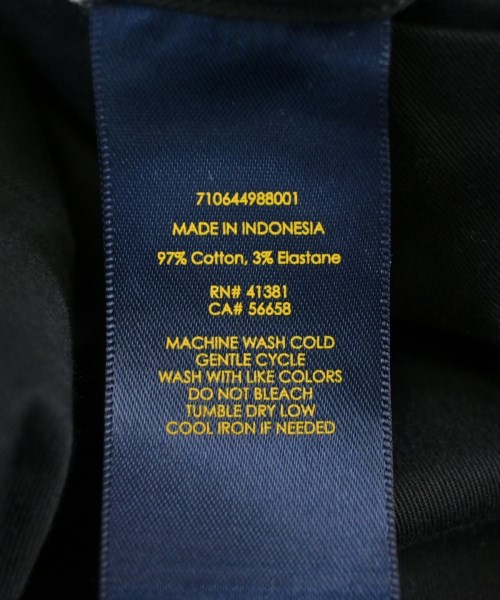 710644988001
MADE IN INDONESIA
97% Cotton, 3% Elastane
RN# 41381
CA# 56658
MACHINE WASH COLD
GENTLE CYCLE
WASH WITH LIKE COLORS
DO NOT BLEACH
TUMBLE DRY LOW
COOL IRON IF NEEDED